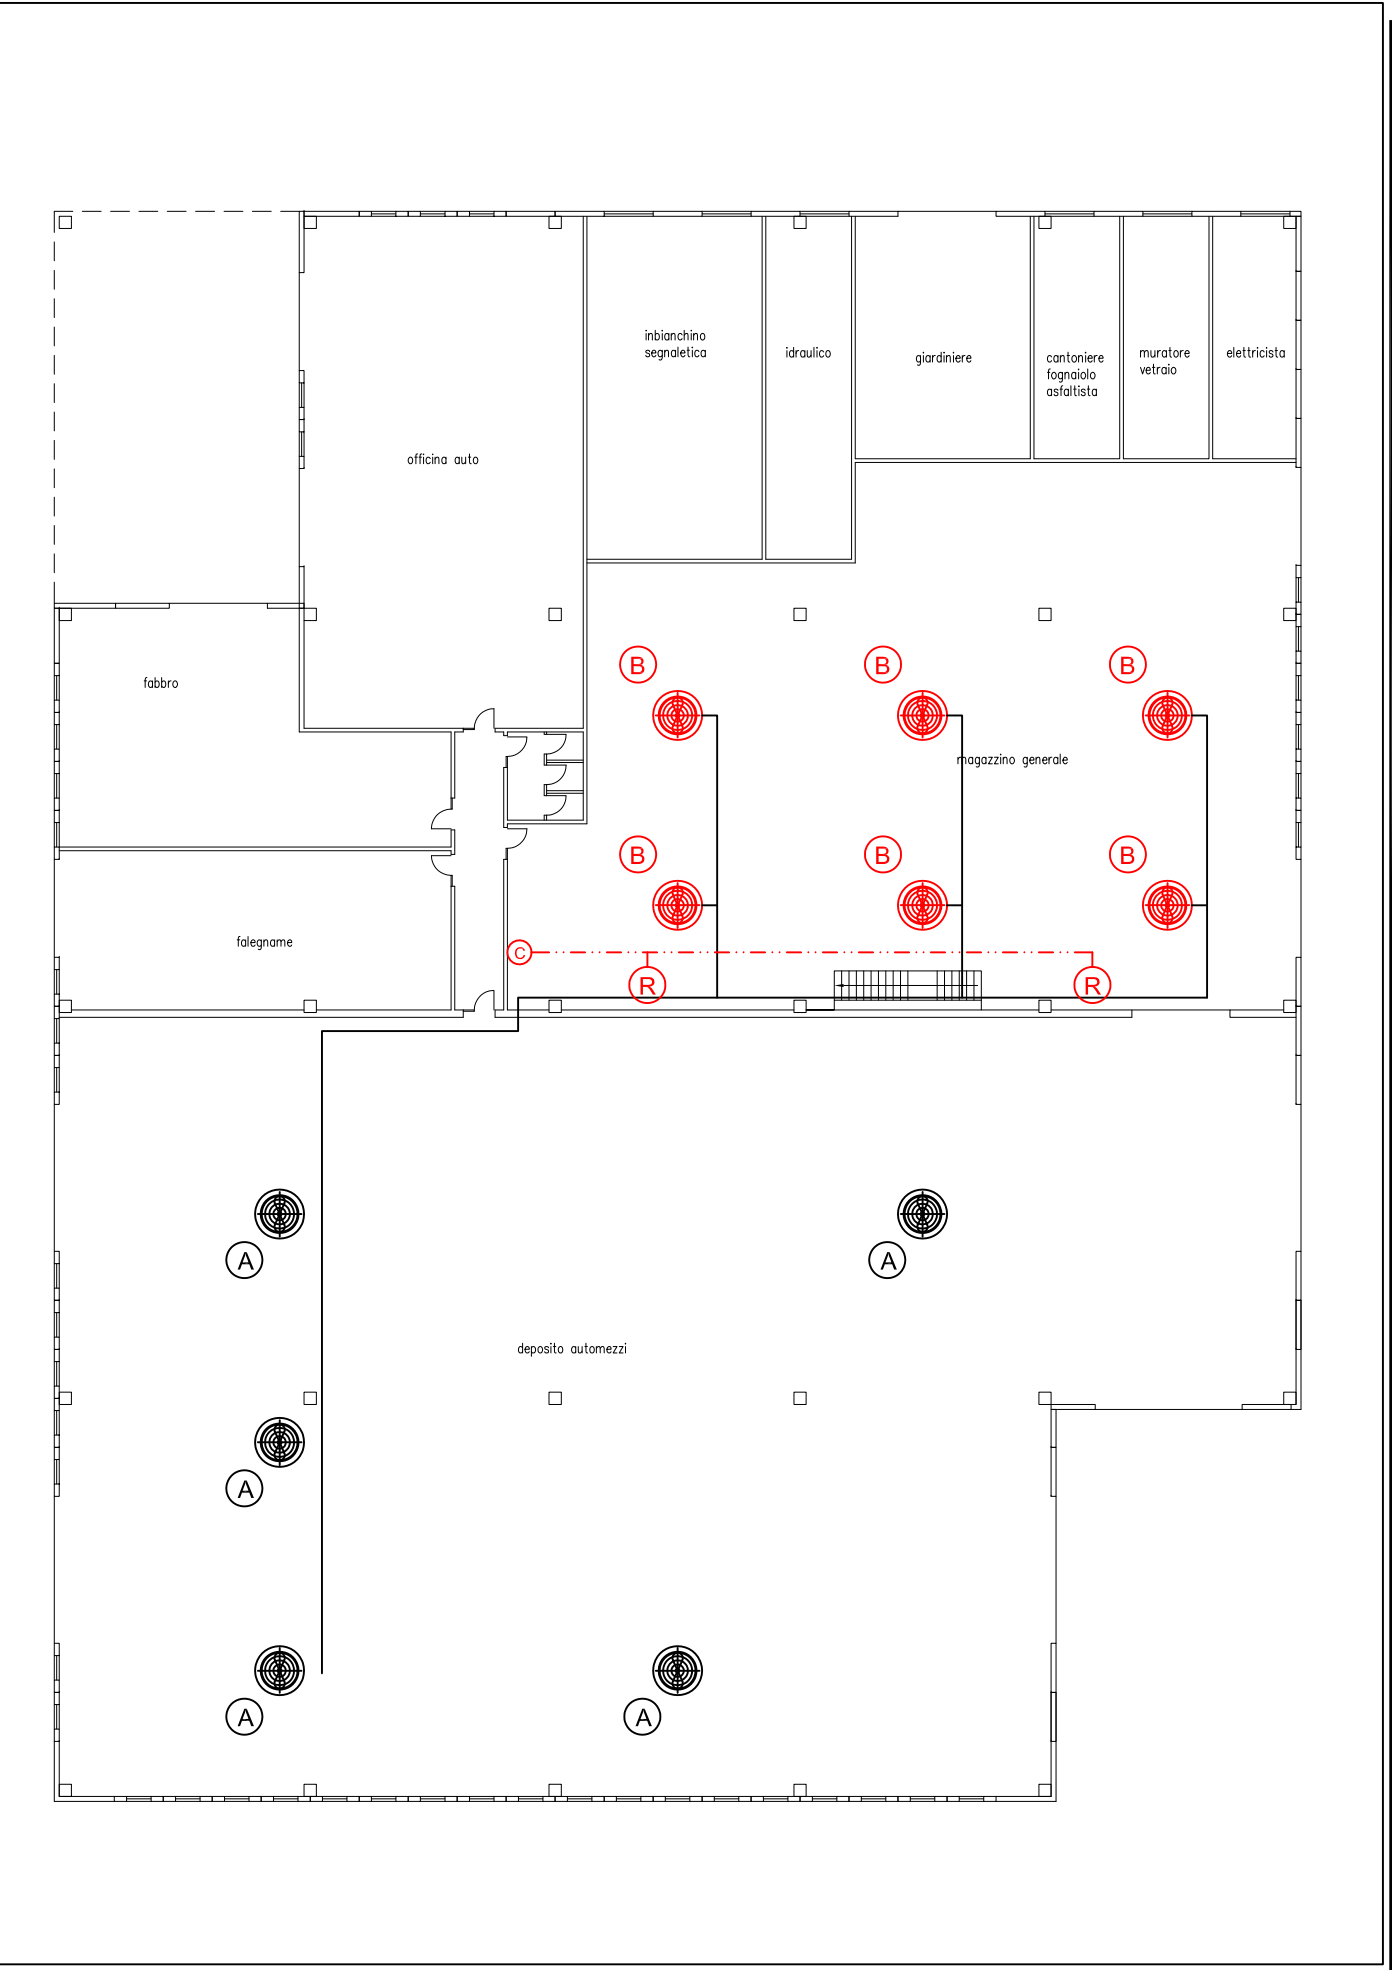 inbianchino
segnaletica
idraulico
giardiniere
cantoniere
fognaiolo
asfaltista
muratore
vetraio
elettricista
officina auto
fabbro
B
B
B
magazzino generale
B
B
B
falegname
C
R
R
A
A
deposito automezzi
A
A
A